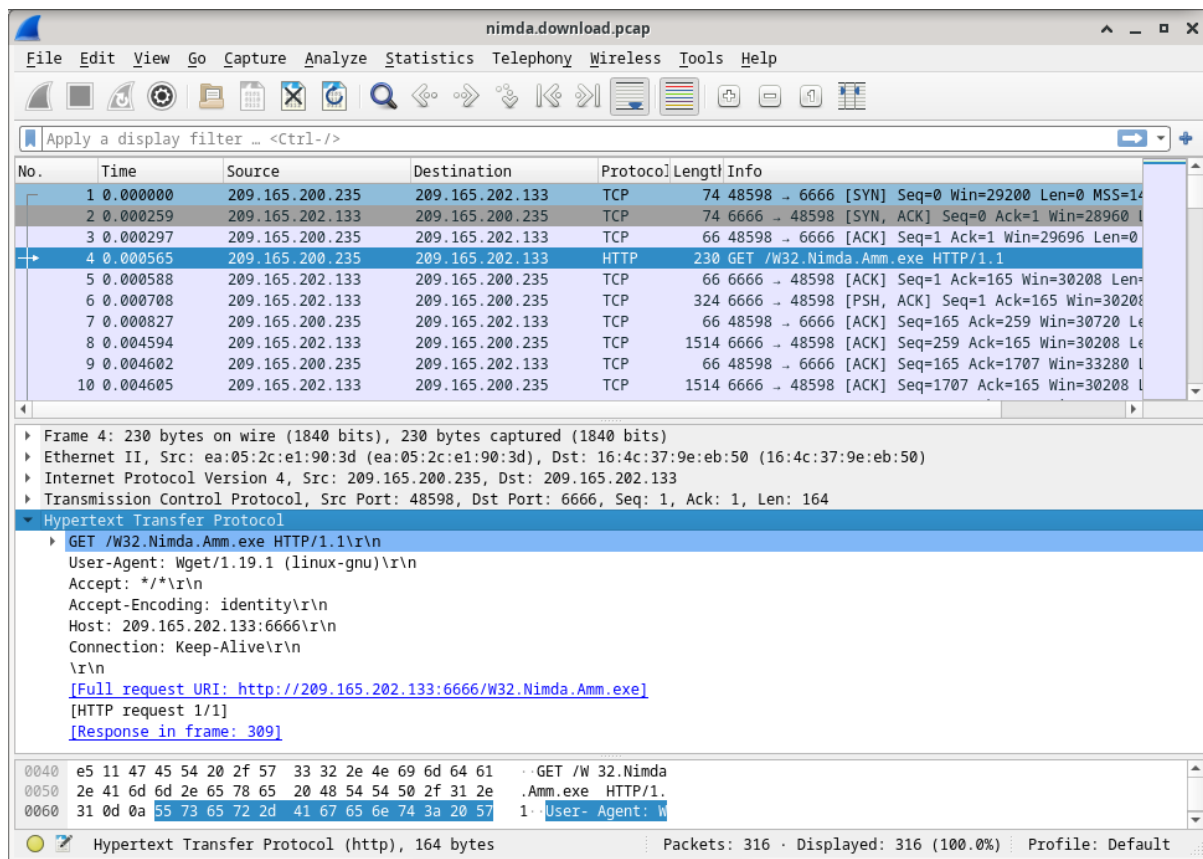 nimda.download.pcap
File Edit View Go Capture Analyze Statistics Telephony Wireless Tools Help
Apply a display filter … <Ctrl-/>
No. Time Source Destination Protocol Length Info
1 0.000000 209.165.200.235 209.165.202.133 TCP 74 48598 → 6666 [SYN] Seq=0 Win=29200 Len=0 MSS=14
2 0.000259 209.165.202.133 209.165.200.235 TCP 74 6666 → 48598 [SYN, ACK] Seq=0 Ack=1 Win=28960 L
3 0.000297 209.165.200.235 209.165.202.133 TCP 66 48598 → 6666 [ACK] Seq=1 Ack=1 Win=29696 Len=0
4 0.000565 209.165.200.235 209.165.202.133 HTTP 230 GET /W32.Nimda.Amm.exe HTTP/1.1
5 0.000588 209.165.202.133 209.165.200.235 TCP 66 6666 → 48598 [ACK] Seq=1 Ack=165 Win=30208 Len=
6 0.000708 209.165.202.133 209.165.200.235 TCP 324 6666 → 48598 [PSH, ACK] Seq=1 Ack=165 Win=30208
7 0.000827 209.165.200.235 209.165.202.133 TCP 66 48598 → 6666 [ACK] Seq=165 Ack=259 Win=30720 Le
8 0.004594 209.165.202.133 209.165.200.235 TCP 1514 6666 → 48598 [ACK] Seq=259 Ack=165 Win=30208 Le
9 0.004602 209.165.200.235 209.165.202.133 TCP 66 48598 → 6666 [ACK] Seq=165 Ack=1707 Win=33280 L
10 0.004605 209.165.202.133 209.165.200.235 TCP 1514 6666 → 48598 [ACK] Seq=1707 Ack=165 Win=30208 L
Frame 4: 230 bytes on wire (1840 bits), 230 bytes captured (1840 bits)
Ethernet II, Src: ea:05:2c:e1:90:3d (ea:05:2c:e1:90:3d), Dst: 16:4c:37:9e:eb:50 (16:4c:37:9e:eb:50)
Internet Protocol Version 4, Src: 209.165.200.235, Dst: 209.165.202.133
Transmission Control Protocol, Src Port: 48598, Dst Port: 6666, Seq: 1, Ack: 1, Len: 164
Hypertext Transfer Protocol
GET /W32.Nimda.Amm.exe HTTP/1.1\r\n
User-Agent: Wget/1.19.1 (linux-gnu)\r\n
Accept: */*\r\n
Accept-Encoding: identity\r\n
Host: 209.165.202.133:6666\r\n
Connection: Keep-Alive\r\n
\r\n
[Full request URI: http://209.165.202.133:6666/W32.Nimda.Amm.exe]
[HTTP request 1/1]
[Response in frame: 309]
0040 e5 11 47 45 54 20 2f 57 33 32 2e 4e 69 6d 64 61 ··GET /W 32.Nimda
0050 2e 41 6d 6d 2e 65 78 65 20 48 54 54 50 2f 31 2e .Amm.exe HTTP/1.
0060 31 0d 0a 55 73 65 72 2d 41 67 65 6e 74 3a 20 57 1··User- Agent: W
Hypertext Transfer Protocol (http), 164 bytes Packets: 316 · Displayed: 316 (100.0%) Profile: Default